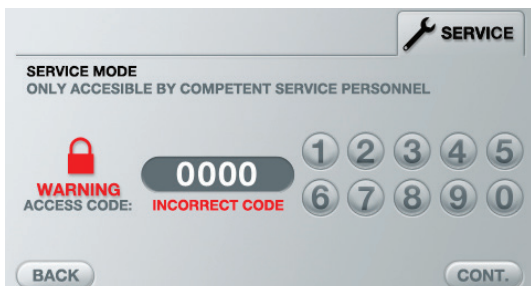 SERVICE
SERVICE MODE
ONLY ACCESIBLE BY COMPETENT SERVICE PERSONNEL
1 2 3 4 5
0000
WARNING
6 7 8 9 0
ACCESS CODE: INCORRECT CODE
BACK CONT.